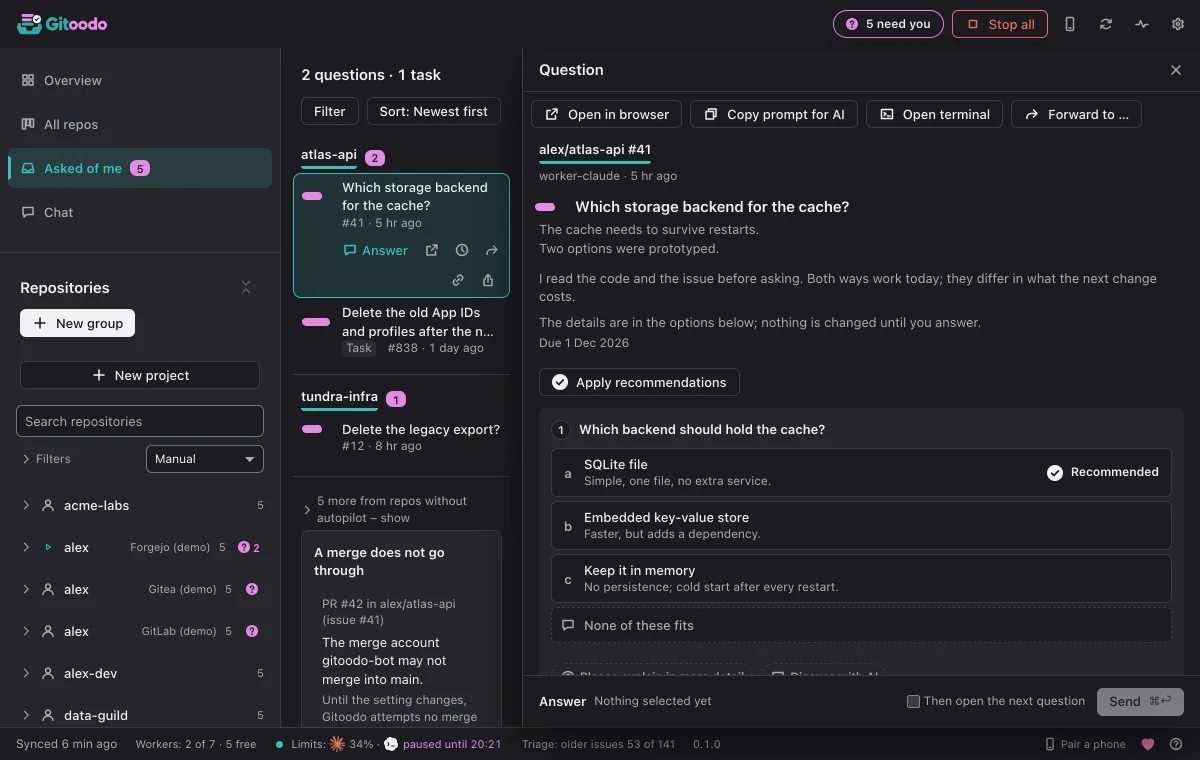 Gitoodo
5 need you
Stop all
Overview
All repos
Asked of me 5
Chat
Repositories
New group
New project
Search repositories
Filters
Manual
acme-labs 5
alex Forgejo (demo) 5 2
alex Gitea (demo) 5
alex GitLab (demo) 5
alex-dev 5
data-guild 5
2 questions · 1 task
Filter
Sort: Newest first
atlas-api 2
Which storage backend
for the cache?
#41 · 5 hr ago
Answer
Delete the old App IDs
and profiles after the n...
Task #838 · 1 day ago
tundra-infra 1
Delete the legacy export?
#12 · 8 hr ago
5 more from repos without
autopilot – show
A merge does not go
through
PR #42 in alex/atlas-api
(issue #41)
The merge account
gitoodo-bot may not
merge into main.
Until the setting changes,
Gitoodo attempts no merge
Question
Open in browser
Copy prompt for AI
Open terminal
Forward to ...
alex/atlas-api #41
worker-claude · 5 hr ago
Which storage backend for the cache?
The cache needs to survive restarts.
Two options were prototyped.
I read the code and the issue before asking. Both ways work today; they differ in what the next change
costs.
The details are in the options below; nothing is changed until you answer.
Due 1 Dec 2026
Apply recommendations
1 Which backend should hold the cache?
a SQLite file
Simple, one file, no extra service.
Recommended
b Embedded key-value store
Faster, but adds a dependency.
c Keep it in memory
No persistence; cold start after every restart.
None of these fits
Please explain in more detail
Discuss with AI
Answer Nothing selected yet
Then open the next question
Send ⌘↩
Synced 6 min ago
Workers: 2 of 7 · 5 free
Limits: 34% · paused until 20:21
Triage: older issues 53 of 141
0.1.0
Pair a phone